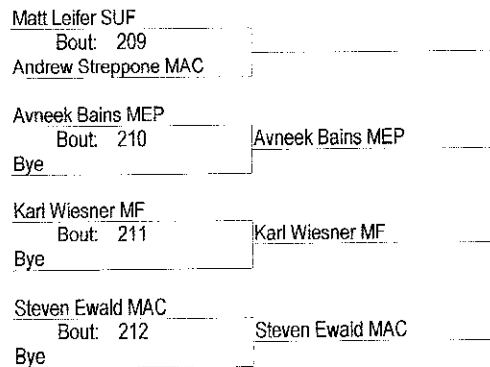 Matt Leifer SUF
Bout: 209
Andrew Streppone MAC
Avneek Bains MEP
Bout: 210
Avneek Bains MEP
Bye
Karl Wiesner MF
Bout: 211
Karl Wiesner MF
Bye
Steven Ewald MAC
Bout: 212
Steven Ewald MAC
Bye